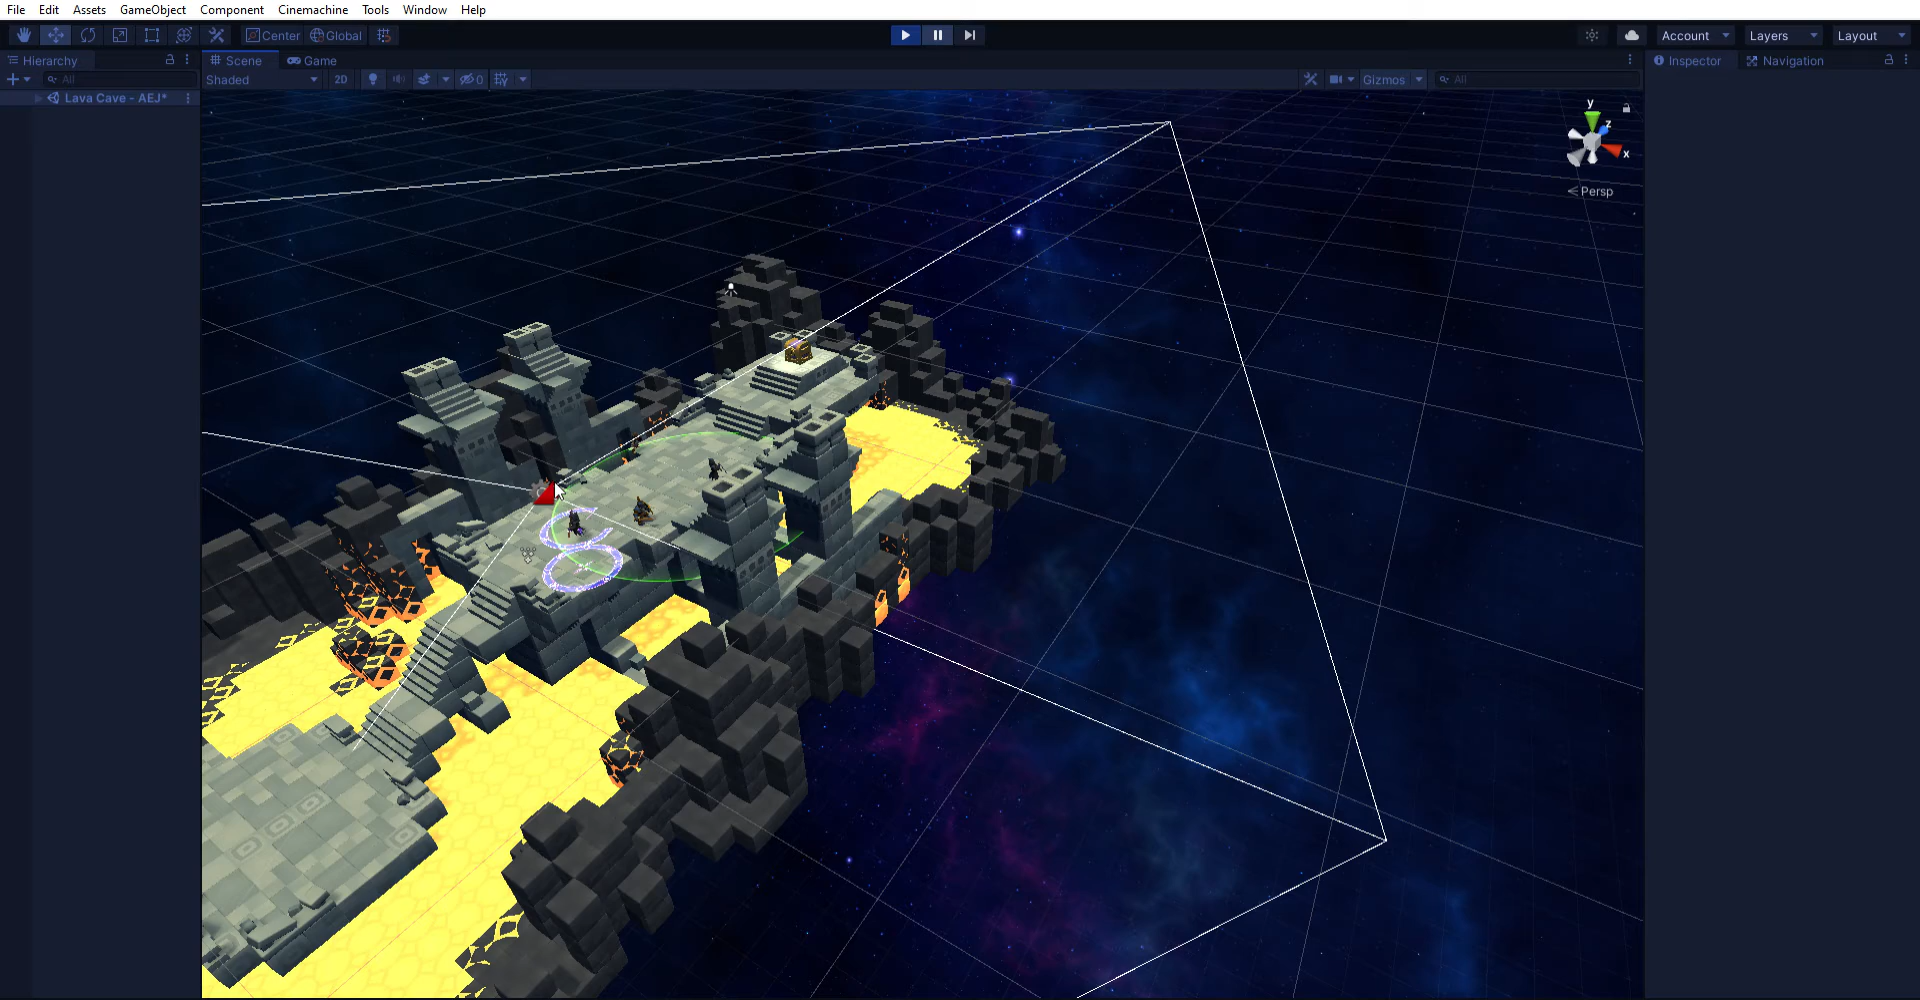 File Edit Assets GameObject Component Cinemachine Tools Window Help
Center Global Account Layers Layout
Hierarchy Scene Game Inspector Navigation
All Shaded 2D 0 Gizmos All
Lava Cave - AEJ*
y
z
x
Persp